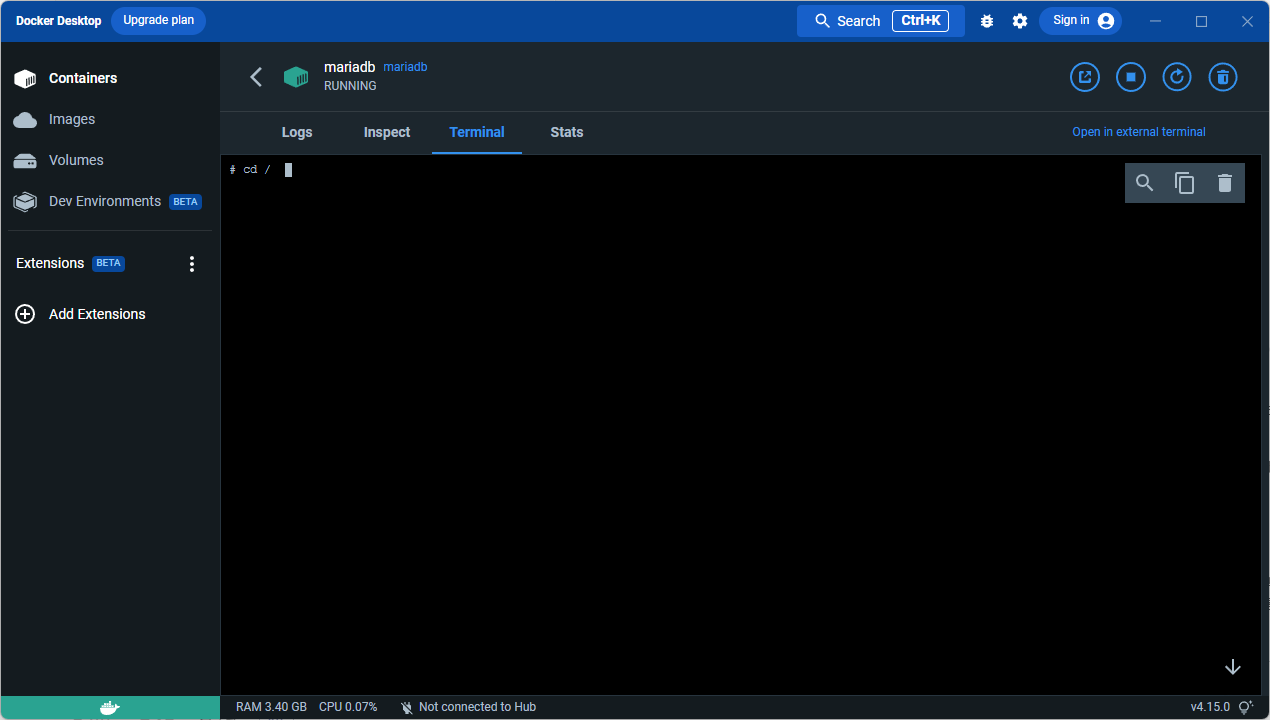 Docker Desktop Upgrade plan Search Ctrl+K Sign in
Containers
Images
Volumes
Dev Environments BETA
Extensions BETA
Add Extensions
mariadb mariadb
RUNNING
Logs Inspect Terminal Stats Open in external terminal
# cd /
RAM 3.40 GB CPU 0.07% Not connected to Hub v4.15.0